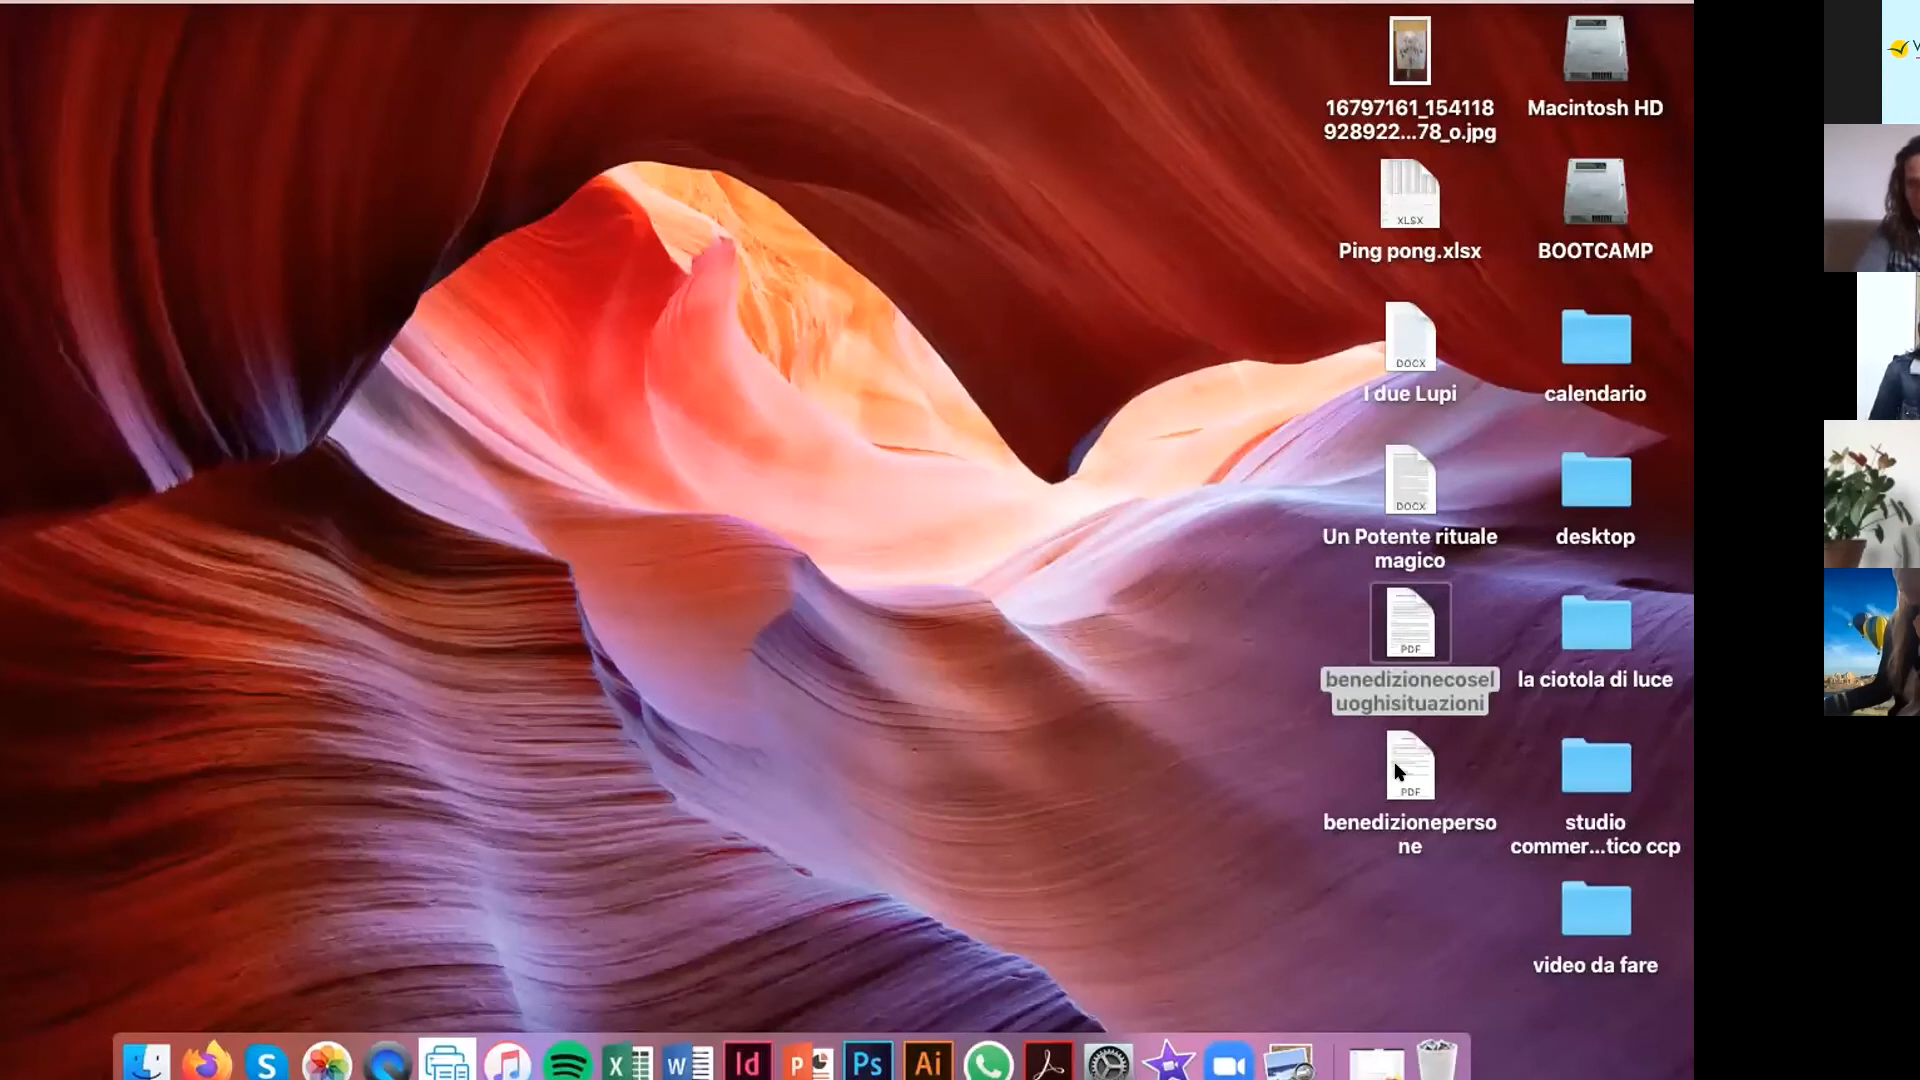 16797161_154118
928922...78_o.jpg
Macintosh HD
XLSX
Ping pong.xlsx
BOOTCAMP
DOCX
I due Lupi
calendario
DOCX
Un Potente rituale
magico
desktop
PDF
benedizionecosel
uoghisituazioni
la ciotola di luce
PDF
benedizioneperso
ne
studio
commer...tico ccp
video da fare
S
X
W
Id
P
Ps
Ai
V